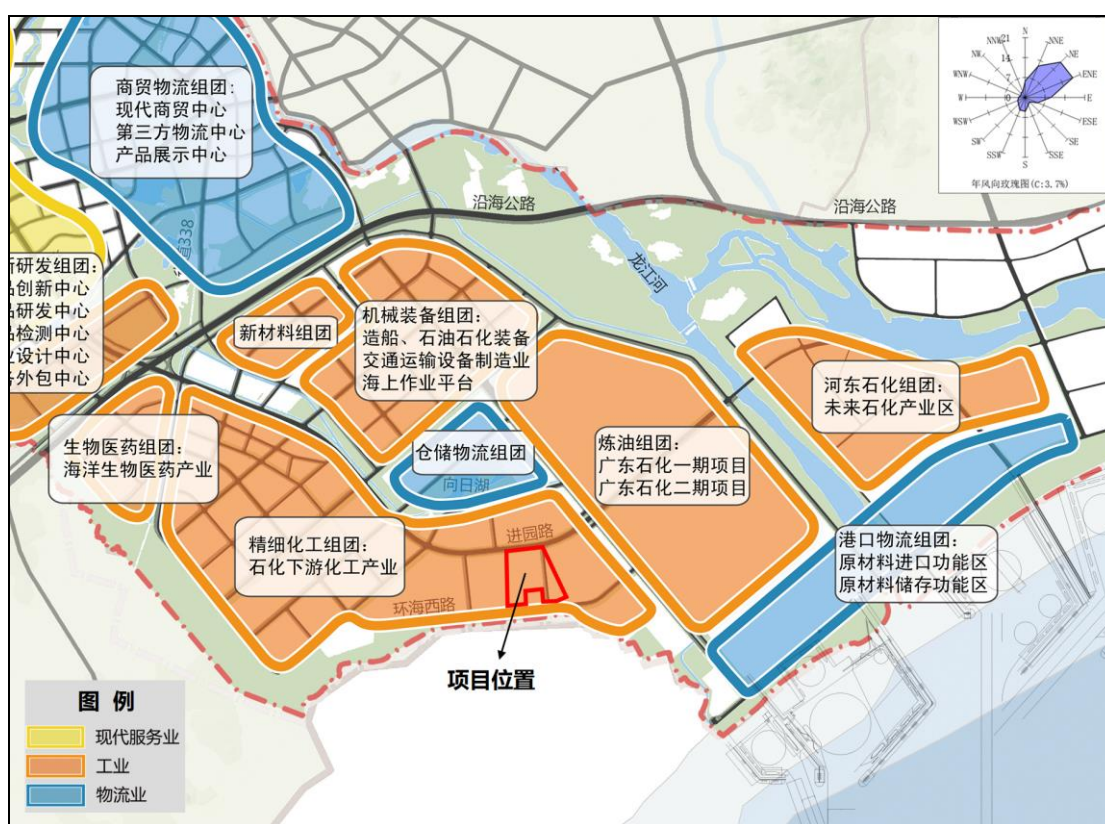 商贸物流组团：
现代商贸中心
第三方物流中心
产品展示中心
N
NNE
NE
ENE
E
ESE
SE
SSE
S
SSW
SW
WSW
W
WNW
NW
NNW
21
14
7
0
年风向玫瑰图(C:3.7%)
沿海公路
沿海公路
道338
龙江河
研发组团：
品创新中心
品研发中心
品检测中心
业设计中心
务外包中心
新材料组团
机械装备组团：
造船、石油石化装备
交通运输设备制造业
海上作业平台
河东石化组团：
未来石化产业区
生物医药组团：
海洋生物医药产业
仓储物流组团
向日湖
炼油组团：
广东石化一期项目
广东石化二期项目
精细化工组团：
石化下游化工产业
进园路
环海西路
港口物流组团：
原材料进口功能区
原材料储存功能区
项目位置
图 例
现代服务业
工业
物流业